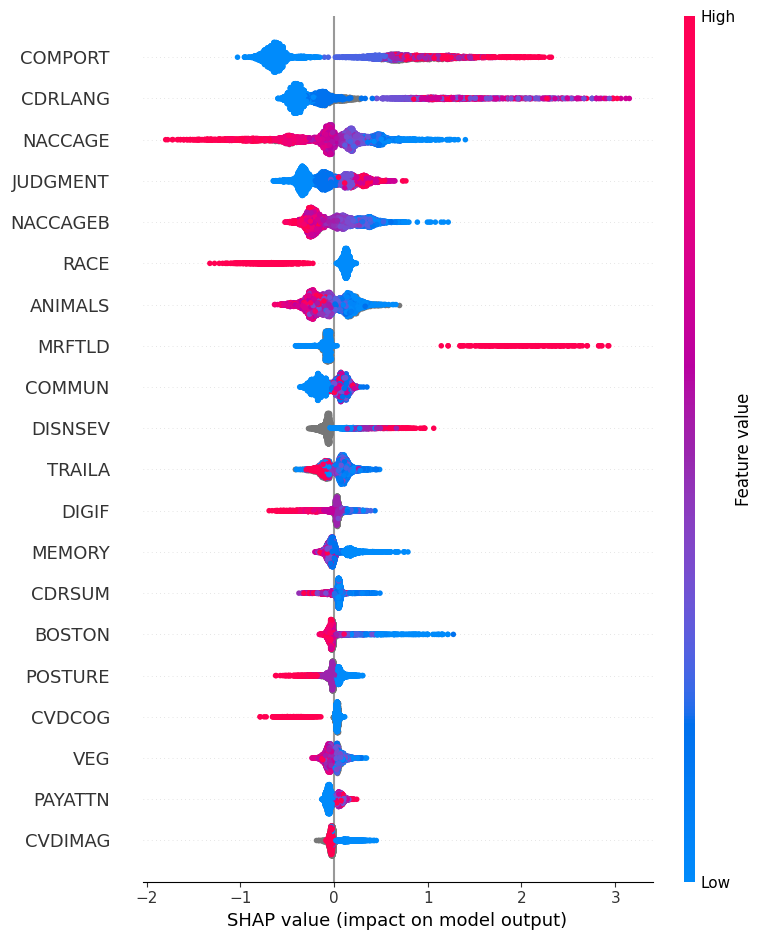 High
COMPORT
CDRLANG
NACCAGE
JUDGMENT
NACCAGEB
RACE
ANIMALS
MRFTLD
COMMUN
DISNSEV
TRAILA
DIGIF
MEMORY
CDRSUM
BOSTON
POSTURE
CVDCOG
VEG
PAYATTN
CVDIMAG
Feature value
Low
−2 −1 0 1 2 3
SHAP value (impact on model output)